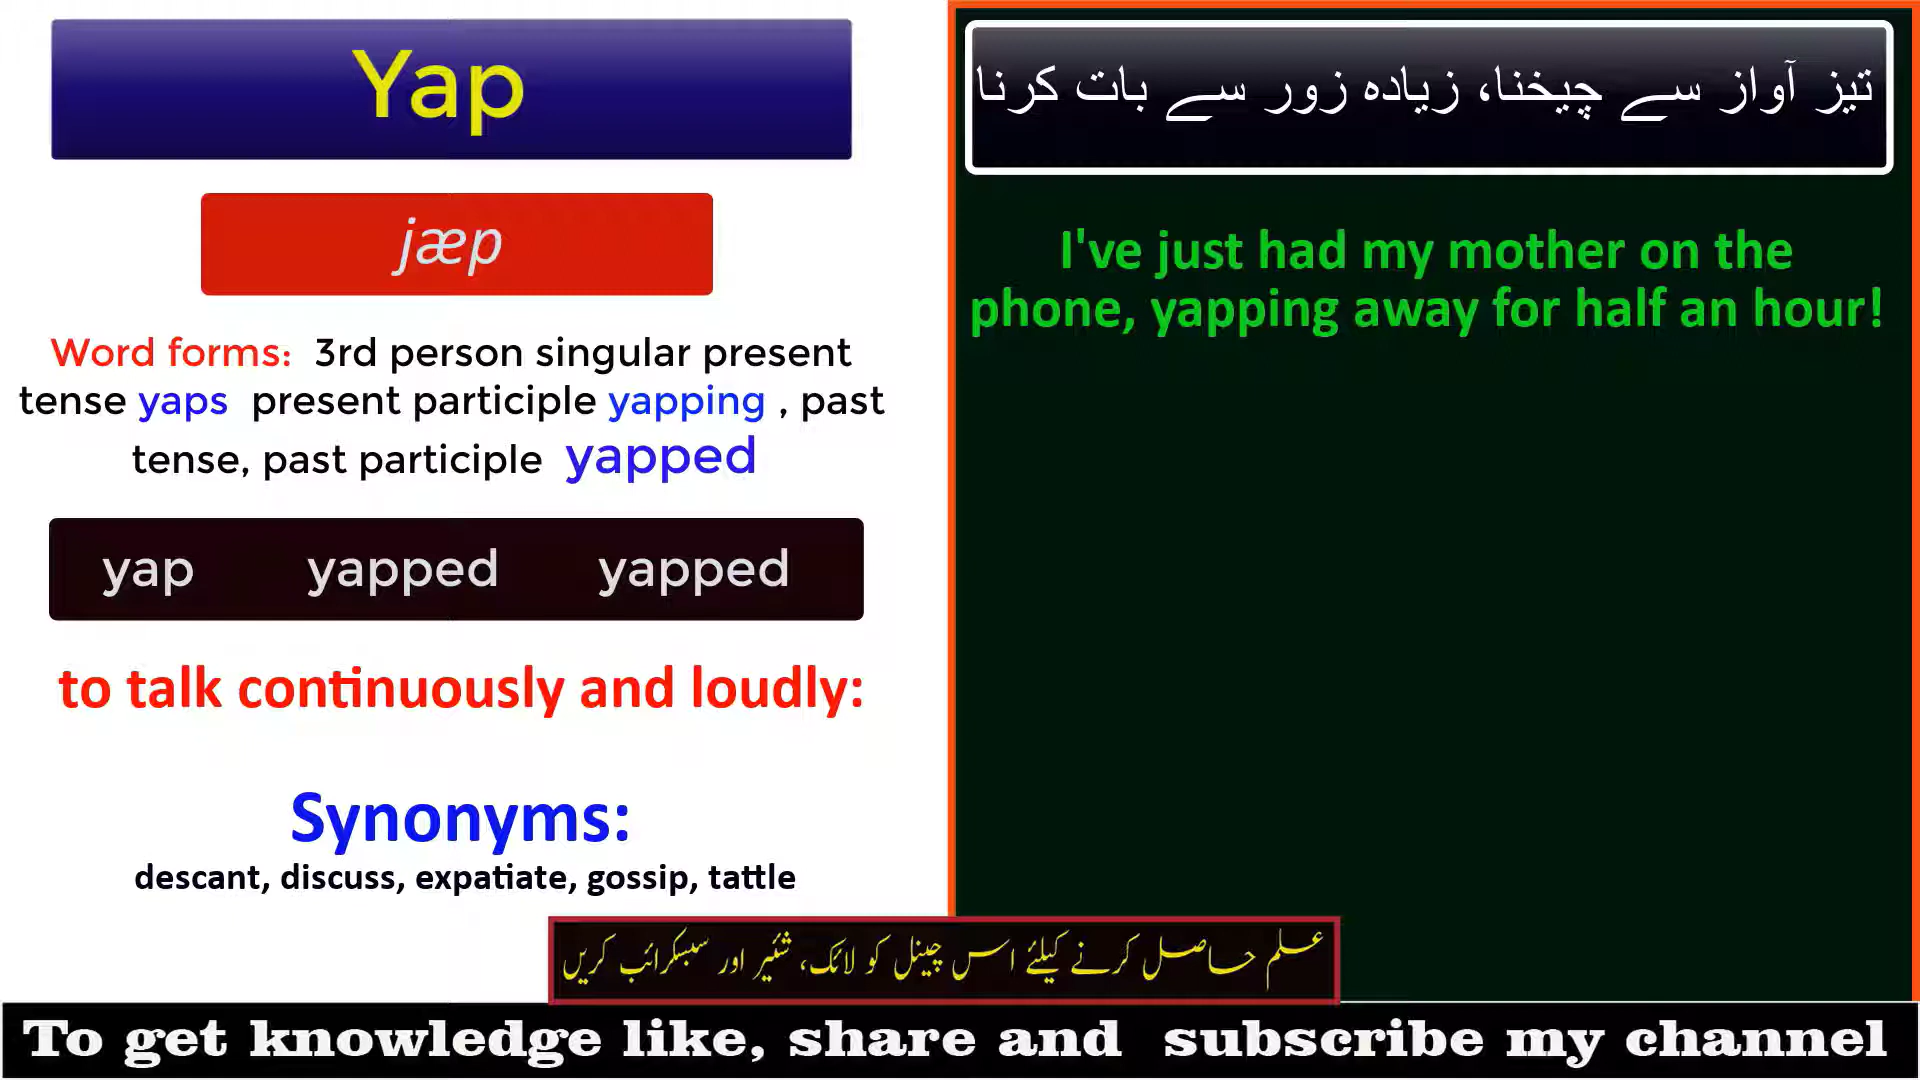 Yap
jæp
Word forms: 3rd person singular present
tense yaps present participle yapping , past
tense, past participle yapped
yap yapped yapped
to talk continuously and loudly:
Synonyms:
descant, discuss, expatiate, gossip, tattle
تیز آواز سے چیخنا، زیادہ زور سے بات کرنا
I've just had my mother on the
phone, yapping away for half an hour!
علم حاصل کرنے کیلئے اس چینل کو لائک، شئیر اور سبسکرائب کریں
To get knowledge like, share and subscribe my channel